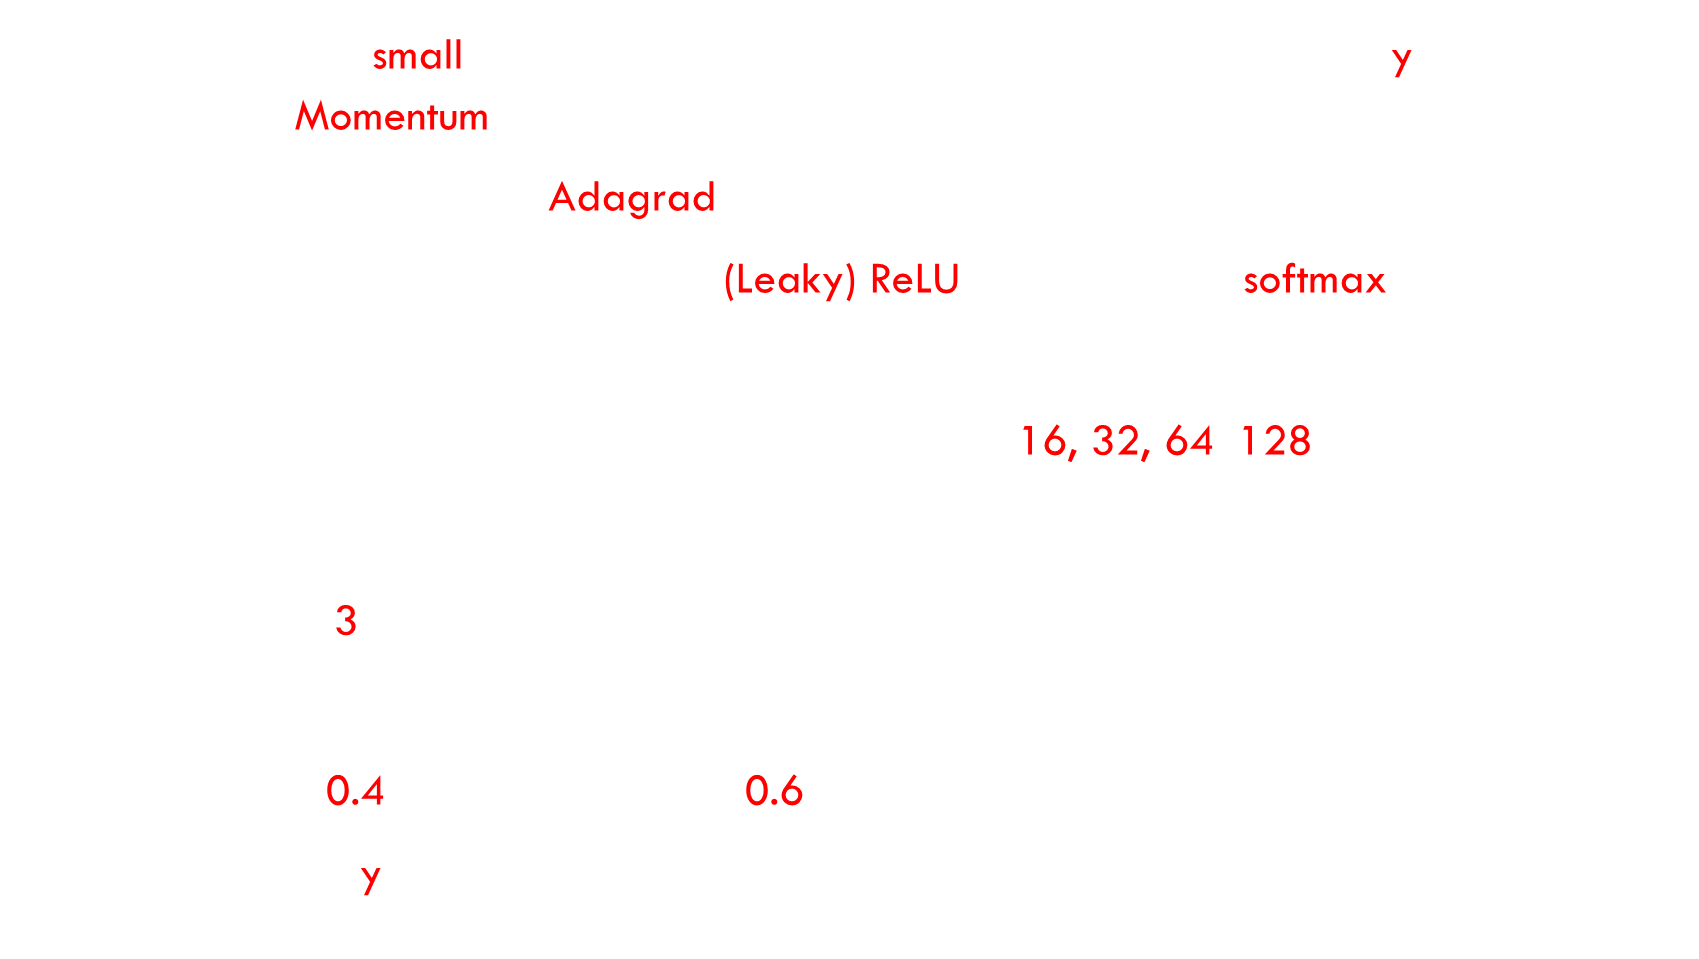 small y
Momentum
Adagrad
(Leaky) ReLU softmax
16, 32, 64 128
3
0.4 0.6
y